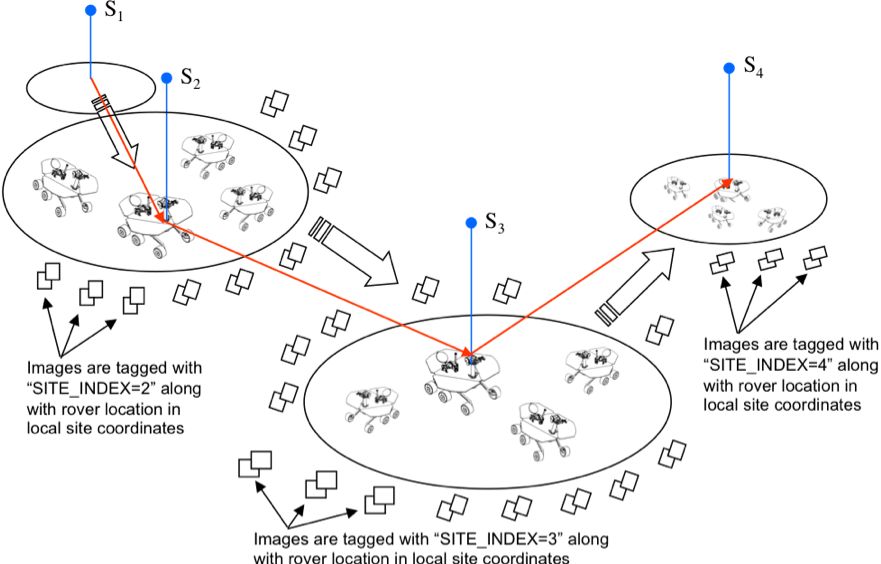 S1
S2
S4
S3
Images are tagged with
“SITE_INDEX=2” along
with rover location in
local site coordinates
Images are tagged with
“SITE_INDEX=4” along
with rover location in
local site coordinates
Images are tagged with “SITE_INDEX=3” along
with rover location in local site coordinates